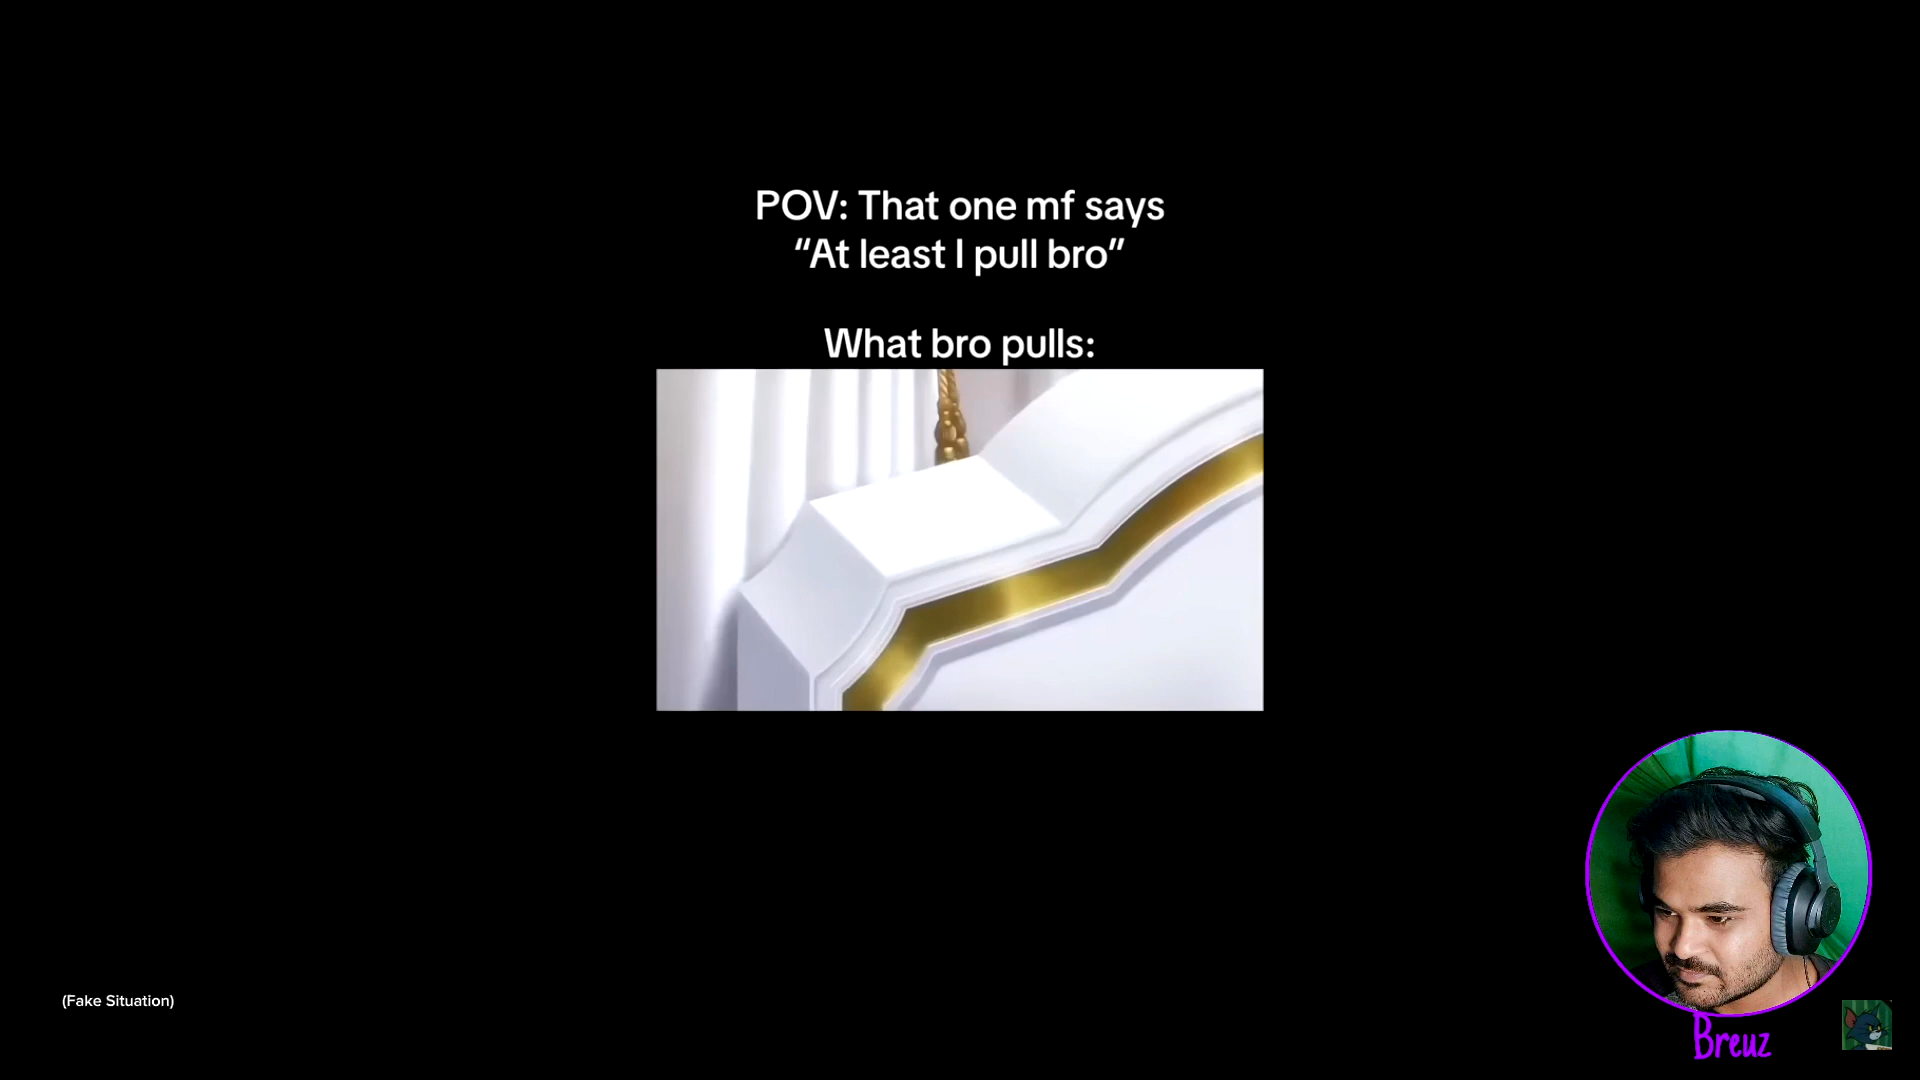 POV: That one mf says
“At least I pull bro”
What bro pulls:
(Fake Situation)
Breuz